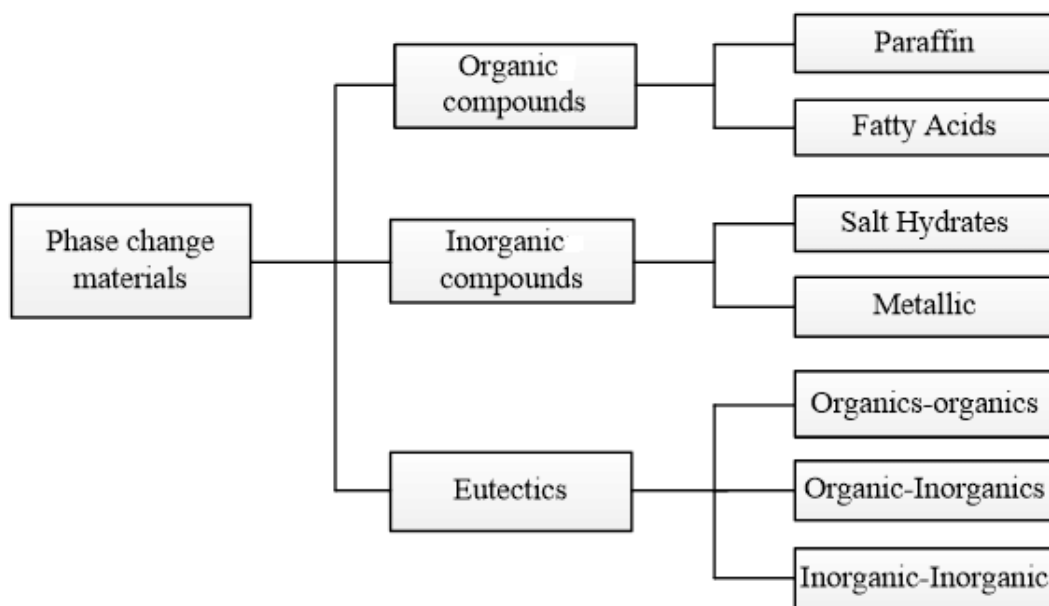 Phase change
materials
Organic
compounds
Paraffin
Fatty Acids
Inorganic
compounds
Salt Hydrates
Metallic
Eutectics
Organics-organics
Organic-Inorganics
Inorganic-Inorganic